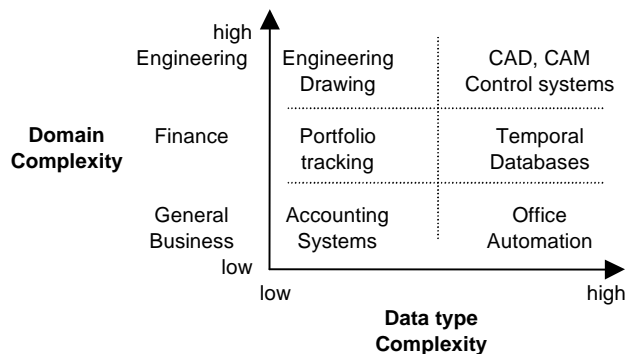 high
Engineering
Engineering
Drawing
CAD, CAM
Control systems
Domain
Complexity
Finance
Portfolio
tracking
Temporal
Databases
General
Business
low
Accounting
Systems
Office
Automation
low
high
Data type
Complexity